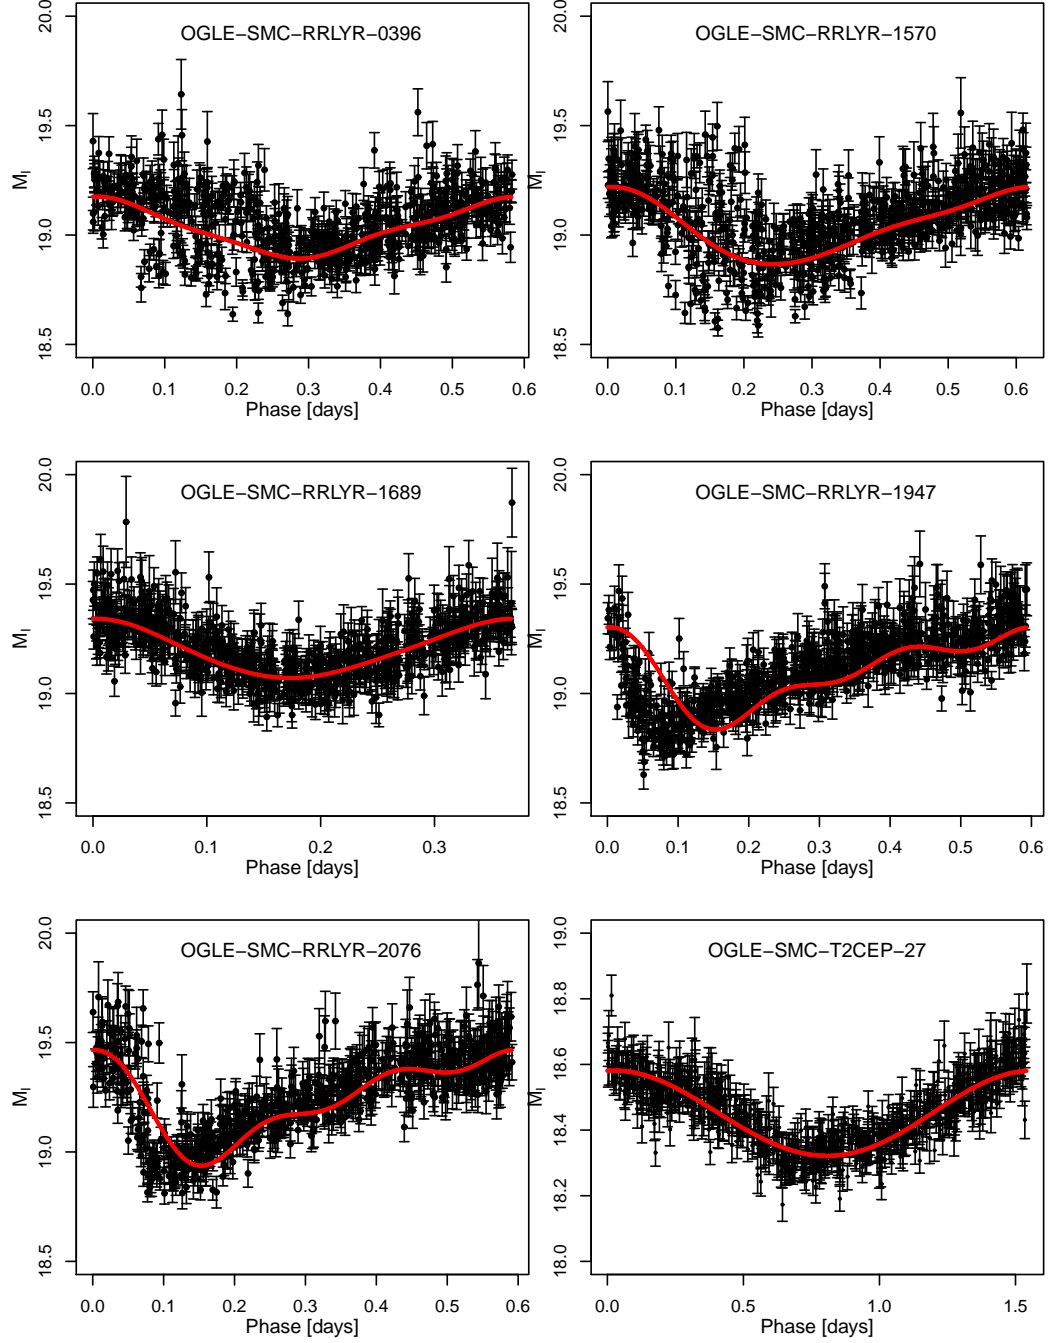 OGLE−SMC−RRLYR−0396
20.0
19.5
19.0
18.5
M_I
0.0 0.1 0.2 0.3 0.4 0.5 0.6
Phase [days]
OGLE−SMC−RRLYR−1570
20.0
19.5
19.0
18.5
M_I
0.0 0.1 0.2 0.3 0.4 0.5 0.6
Phase [days]
OGLE−SMC−RRLYR−1689
20.0
19.5
19.0
18.5
M_I
0.0 0.1 0.2 0.3
Phase [days]
OGLE−SMC−RRLYR−1947
20.0
19.5
19.0
18.5
M_I
0.0 0.1 0.2 0.3 0.4 0.5 0.6
Phase [days]
OGLE−SMC−RRLYR−2076
20.0
19.5
19.0
18.5
M_I
0.0 0.1 0.2 0.3 0.4 0.5 0.6
Phase [days]
OGLE−SMC−T2CEP−27
19.0
18.8
18.6
18.4
18.2
18.0
M_I
0.0 0.5 1.0 1.5
Phase [days]